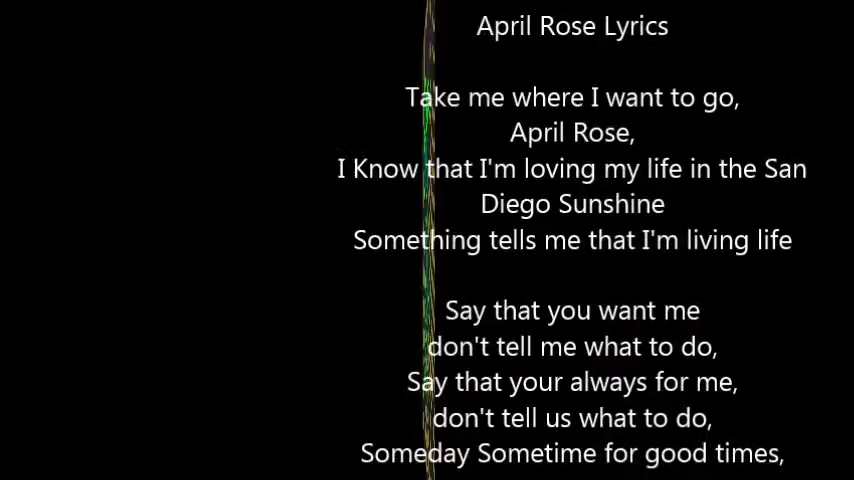 April Rose Lyrics
Take me where I want to go,
April Rose,
I Know that I'm loving my life in the San
Diego Sunshine
Something tells me that I'm living life
Say that you want me
don't tell me what to do,
Say that your always for me,
don't tell us what to do,
Someday Sometime for good times,